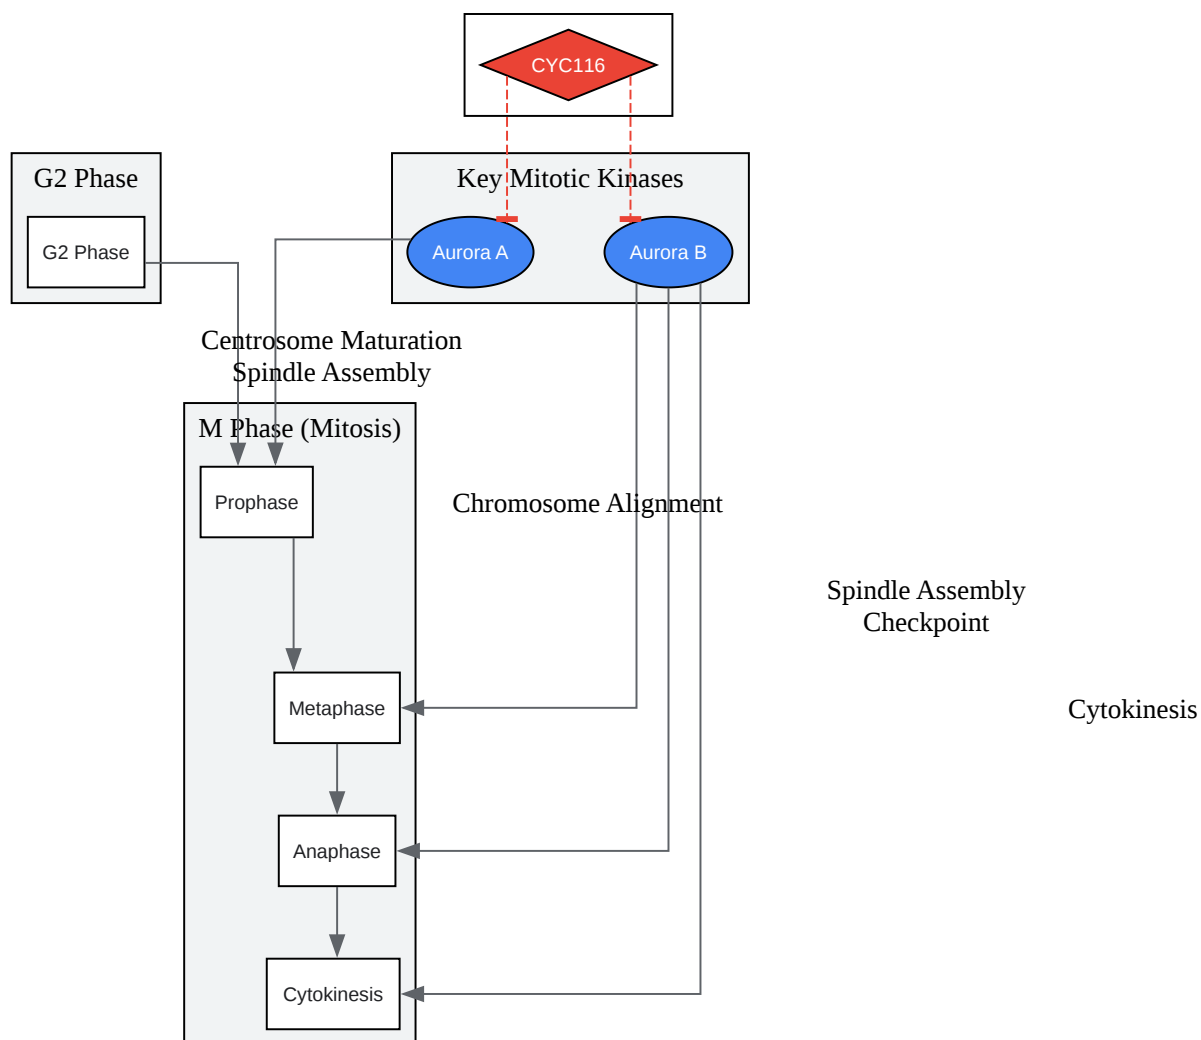 CYC116
G2 Phase
Key Mitotic Kinases
G2 Phase
Aurora A
Aurora B
Centrosome Maturation
Spindle Assembly
M Phase (Mitosis)
Prophase
Chromosome Alignment
Spindle Assembly
Checkpoint
Metaphase
Cytokinesis
Anaphase
Cytokinesis